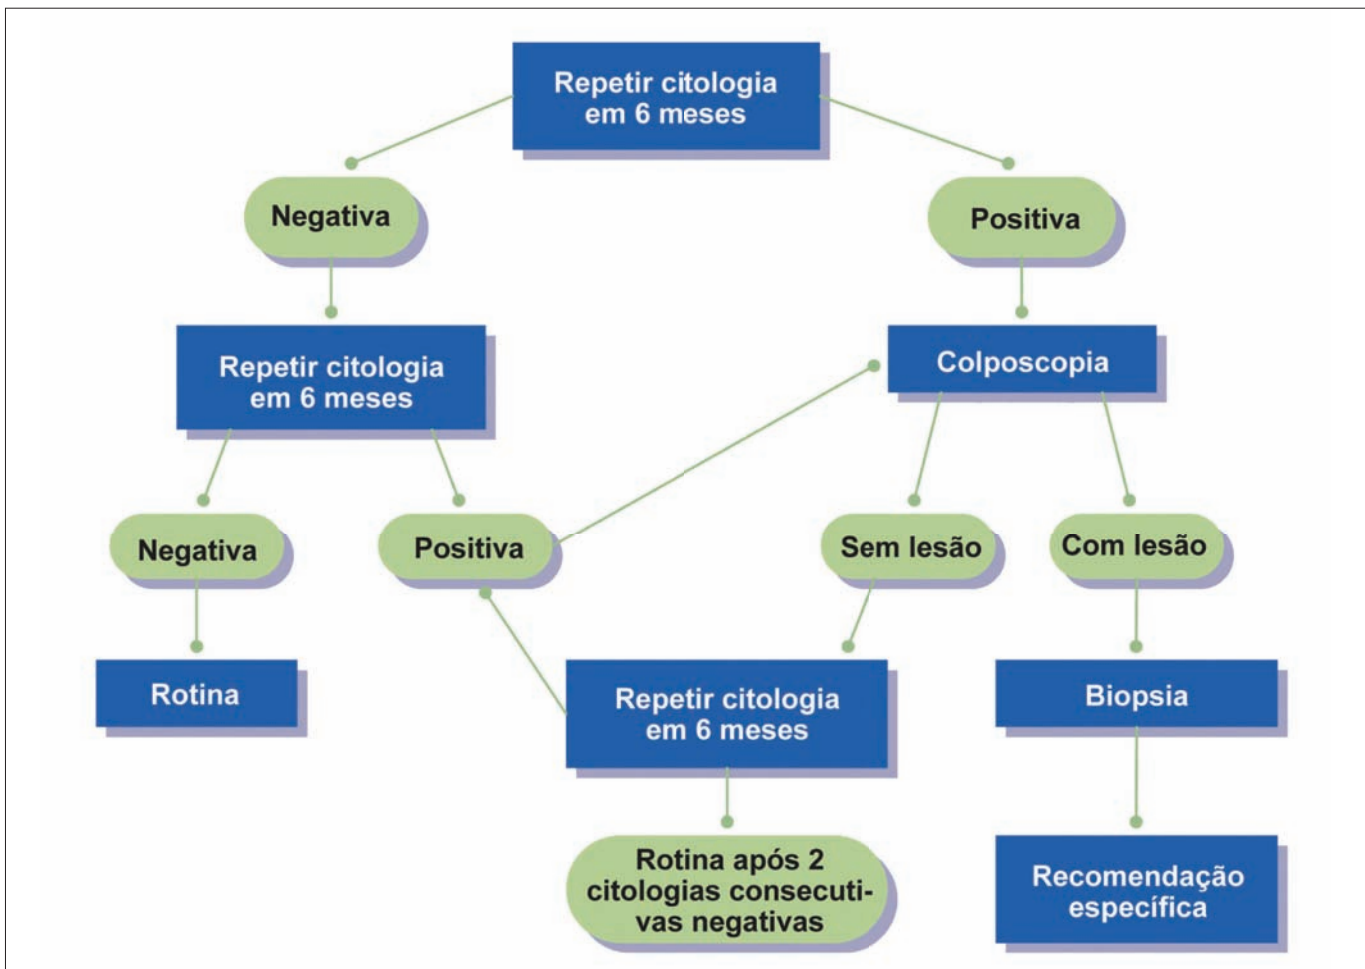 Repetir citologia
em 6 meses
Negativa
Positiva
Repetir citologia
em 6 meses
Colposcopia
Negativa
Positiva
Sem lesão
Com lesão
Rotina
Repetir citologia
em 6 meses
Biopsia
Rotina após 2
citologias consecuti-
vas negativas
Recomendação
específica